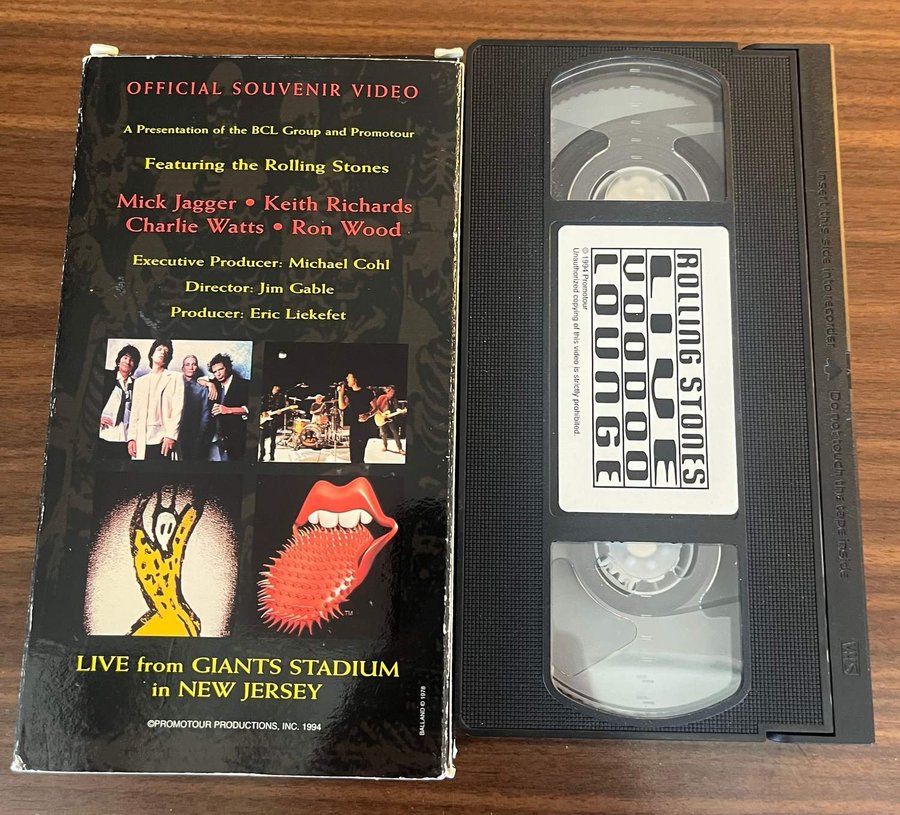 OFFICIAL SOUVENIR VIDEO
A Presentation of the BCL Group and Promotour
Featuring the Rolling Stones
Mick Jagger • Keith Richards
Charlie Watts • Ron Wood
Executive Producer: Michael Cohl
Director: Jim Gable
Producer: Eric Liekefet
TM
LIVE from GIANTS STADIUM
in NEW JERSEY
©PROMOTOUR PRODUCTIONS, INC. 1994
BALLAND © 1978
ROLLING STONES
LIVE
VOODOO
LOUNGE
© 1994 Promotour
Unauthorized copying of this video is strictly prohibited.
Insert this side into recorder
Do not touch the tape inside
VHS